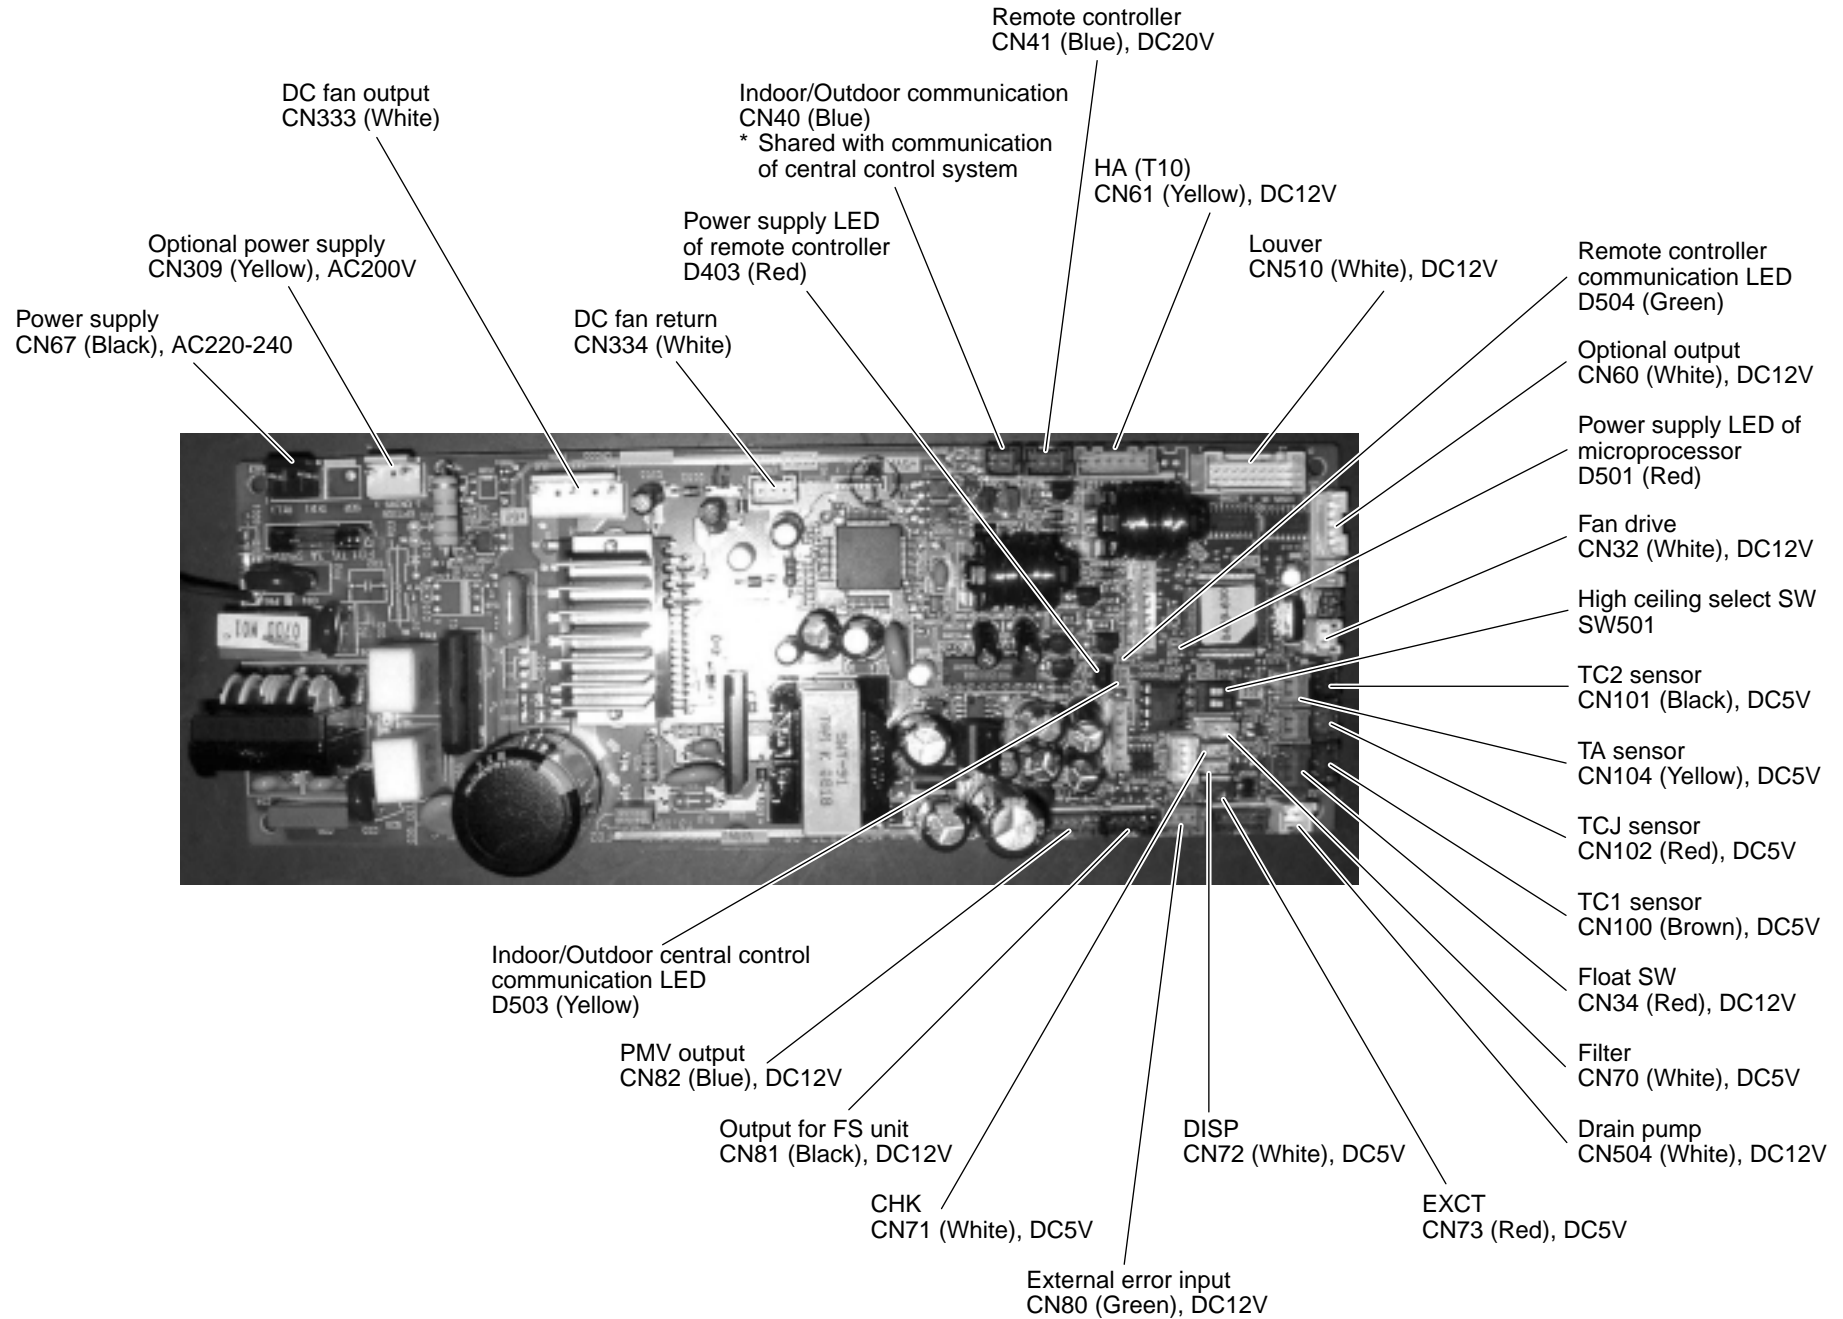 Remote controller
CN41 (Blue), DC20V
DC fan output
CN333 (White)
Indoor/Outdoor communication
CN40 (Blue)
* Shared with communication
of central control system
HA (T10)
CN61 (Yellow), DC12V
Power supply LED
of remote controller
D403 (Red)
Optional power supply
CN309 (Yellow), AC200V
Louver
CN510 (White), DC12V
Remote controller
communication LED
D504 (Green)
Power supply
CN67 (Black), AC220-240
DC fan return
CN334 (White)
Optional output
CN60 (White), DC12V
Power supply LED of
microprocessor
D501 (Red)
Fan drive
CN32 (White), DC12V
High ceiling select SW
SW501
TC2 sensor
CN101 (Black), DC5V
TA sensor
CN104 (Yellow), DC5V
TCJ sensor
CN102 (Red), DC5V
TC1 sensor
CN100 (Brown), DC5V
Float SW
CN34 (Red), DC12V
Filter
CN70 (White), DC5V
Drain pump
CN504 (White), DC12V
Indoor/Outdoor central control
communication LED
D503 (Yellow)
PMV output
CN82 (Blue), DC12V
Output for FS unit
CN81 (Black), DC12V
DISP
CN72 (White), DC5V
CHK
CN71 (White), DC5V
EXCT
CN73 (Red), DC5V
External error input
CN80 (Green), DC12V